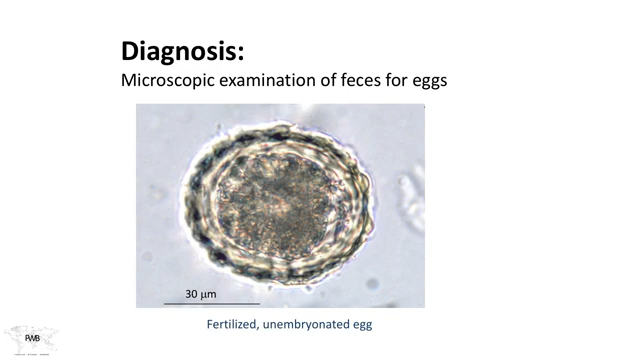 Diagnosis:
Microscopic examination of feces for eggs
30 μm
Fertilized, unembryonated egg
PWB